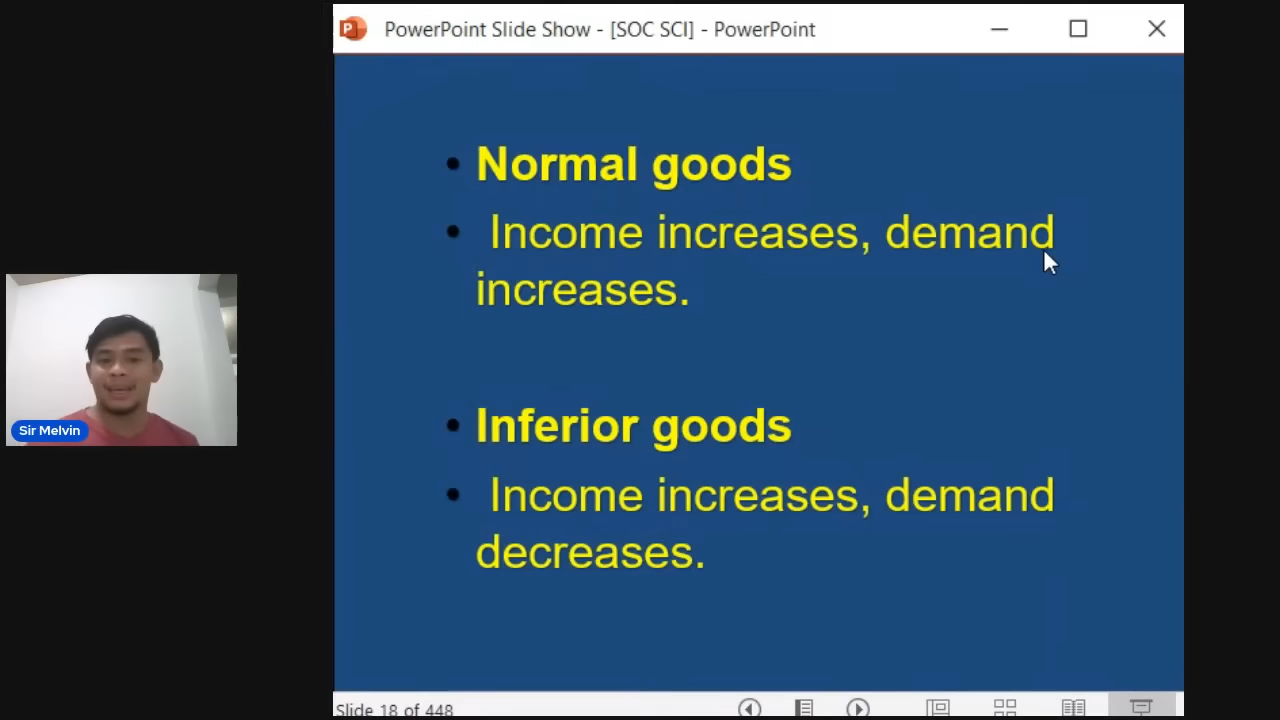 PowerPoint Slide Show - [SOC SCI] - PowerPoint
• Normal goods
• Income increases, demand
increases.
• Inferior goods
• Income increases, demand
decreases.
Sir Melvin
Slide 18 of 448